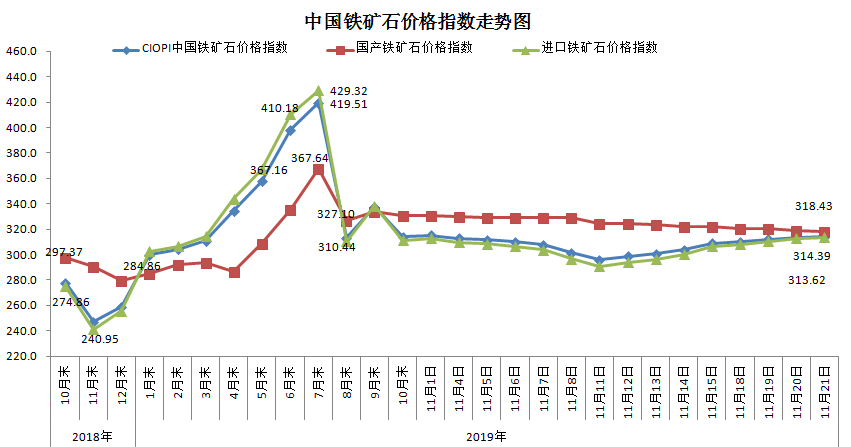 中国铁矿石价格指数走势图
CIOPI中国铁矿石价格指数 国产铁矿石价格指数 进口铁矿石价格指数
460.0
440.0
420.0
400.0
380.0
360.0
340.0
320.0
300.0
280.0
260.0
240.0
220.0
429.32
410.18
419.51
367.16
367.64
327.10
310.44
318.43
314.39
313.62
297.37
284.86
274.86
240.95
10月末
11月末
12月末
1月末
2月末
3月末
4月末
5月末
6月末
7月末
8月末
9月末
10月末
11月1日
11月4日
11月5日
11月6日
11月7日
11月8日
11月11日
11月12日
11月13日
11月14日
11月15日
11月18日
11月19日
11月20日
11月21日
2018年 2019年